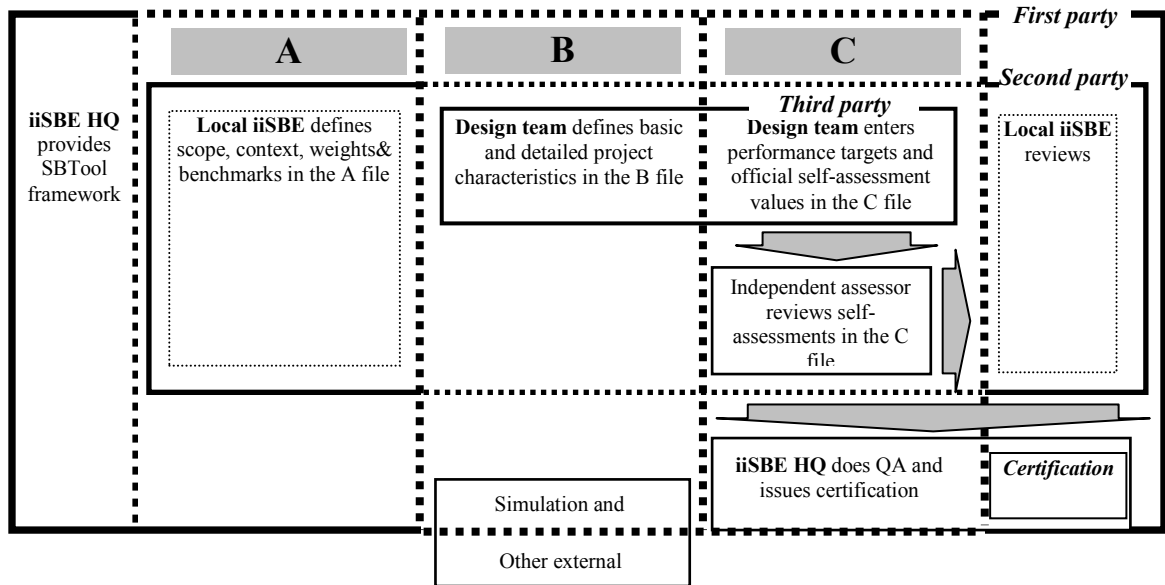 First party
A
B
C
Second party
iiSBE HQ
provides
SBTool
framework
Local iiSBE defines
scope, context, weights&
benchmarks in the A file
Design team defines basic
and detailed project
characteristics in the B file
Third party
Design team enters
performance targets and
official self-assessment
values in the C file
Local iiSBE
reviews
Independent assessor
reviews self-
assessments in the C
file
iiSBE HQ does QA and
issues certification
Certification
Simulation and
Other external